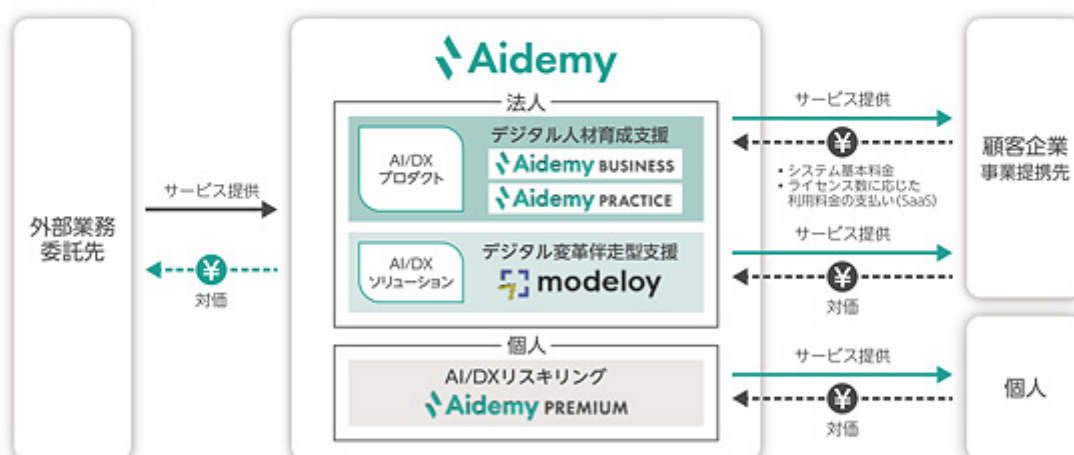 外部業務
委託先
サービス提供
¥
対価
Aidemy
法人
AI/DX
プロダクト
デジタル人材育成支援
Aidemy BUSINESS
Aidemy PRACTICE
AI/DX
ソリューション
デジタル変革伴走型支援
modeloy
個人
AI/DXリスキリング
Aidemy PREMIUM
サービス提供
¥
• システム基本料金
• ライセンス数に応じた
利用料金の支払い(SaaS)
サービス提供
¥
対価
サービス提供
¥
対価
顧客企業
事業提携先
個人